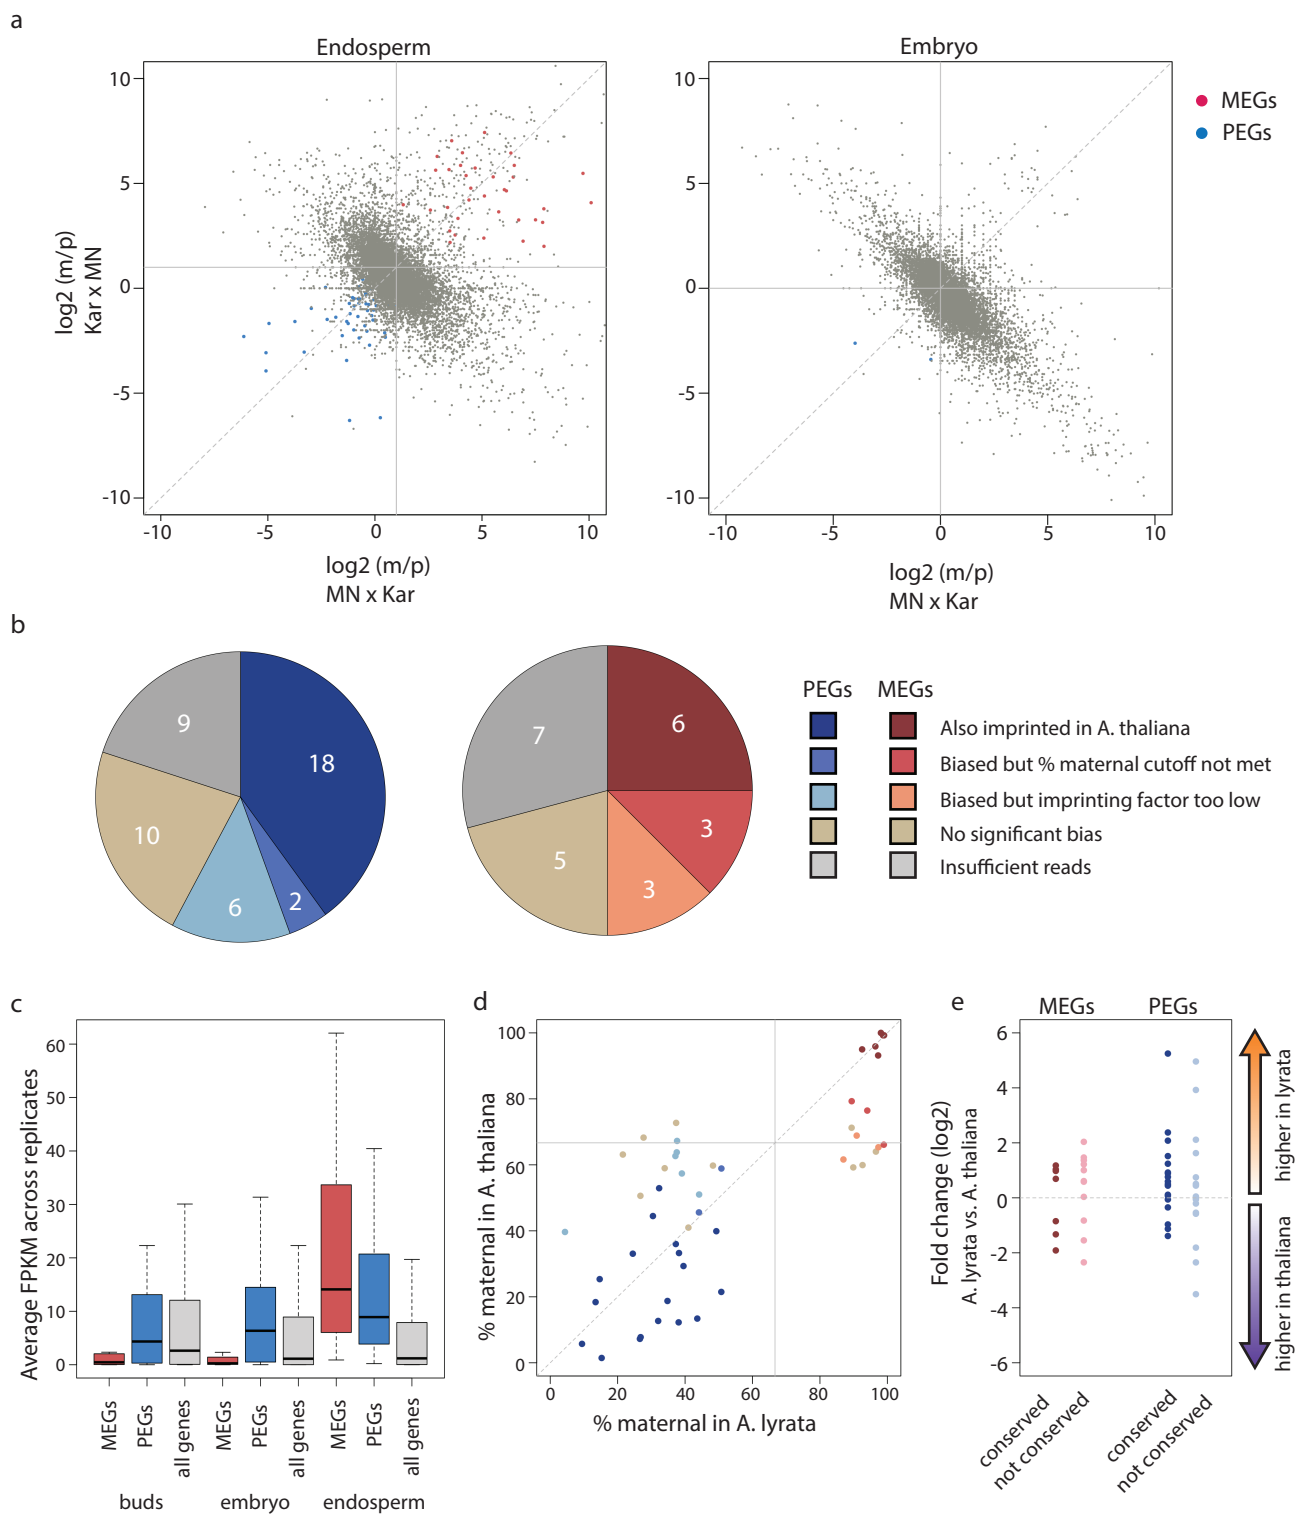 a
Endosperm
Embryo
MEGs
PEGs
log2 (m/p)
Kar x MN
10
5
0
-5
-10
-10
-5
0
5
10
log2 (m/p)
MN x Kar
10
5
0
-5
-10
-10
-5
0
5
10
log2 (m/p)
MN x Kar
b
9
18
10
6
2
7
6
3
5
3
PEGs MEGs
Also imprinted in A. thaliana
Biased but % maternal cutoff not met
Biased but imprinting factor too low
No significant bias
Insufficient reads
c
Average FPKM across replicates
60
50
40
30
20
10
0
MEGs
PEGs
all genes
MEGs
PEGs
all genes
MEGs
PEGs
all genes
buds
embryo
endosperm
d
% maternal in A. thaliana
100
80
60
40
20
0
0
20
40
60
80
100
% maternal in A. lyrata
e
MEGs
PEGs
Fold change (log2)
A. lyrata vs. A. thaliana
6
4
2
0
-2
-4
-6
conserved
not conserved
conserved
not conserved
higher in lyrata
higher in thaliana